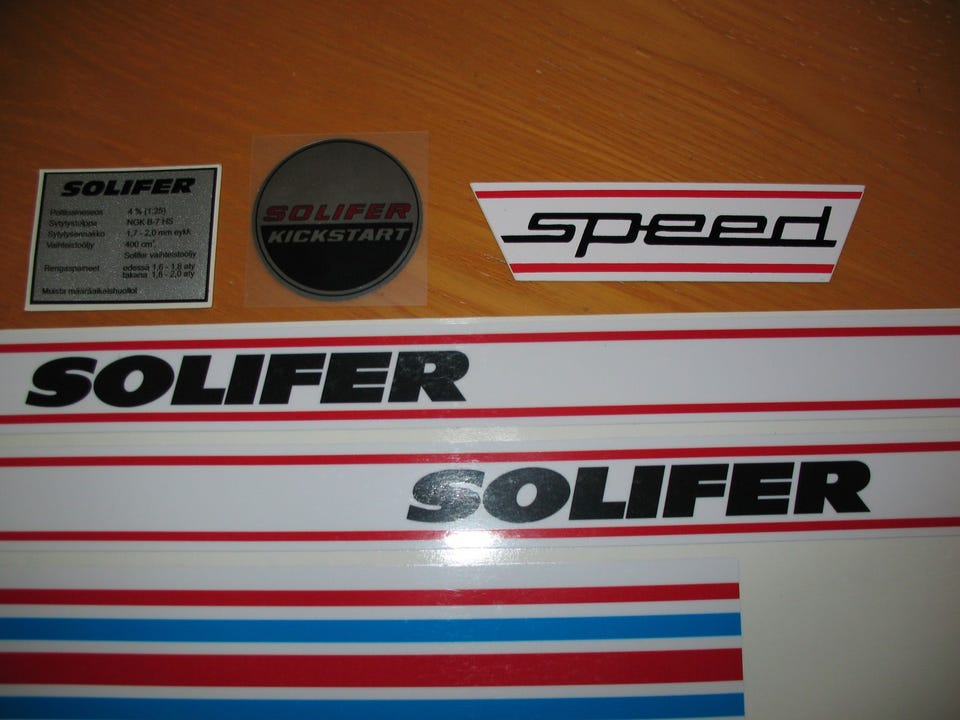 SOLIFER
Polttoaineseos 4 % (1:25)
Sytytystulppa NGK B-7 HS
Sytytysennakko 1,7 - 2,0 mm eykk
Vaihteistoöljy 400 cm³,
Solifer vaihteistoöljy
Rengaspaineet edessä 1,6 - 1,8 aty
takana 1,8 - 2,0 aty
Muista määräaikaishuollot
SOLIFER
KICKSTART
speed
SOLIFER
SOLIFER